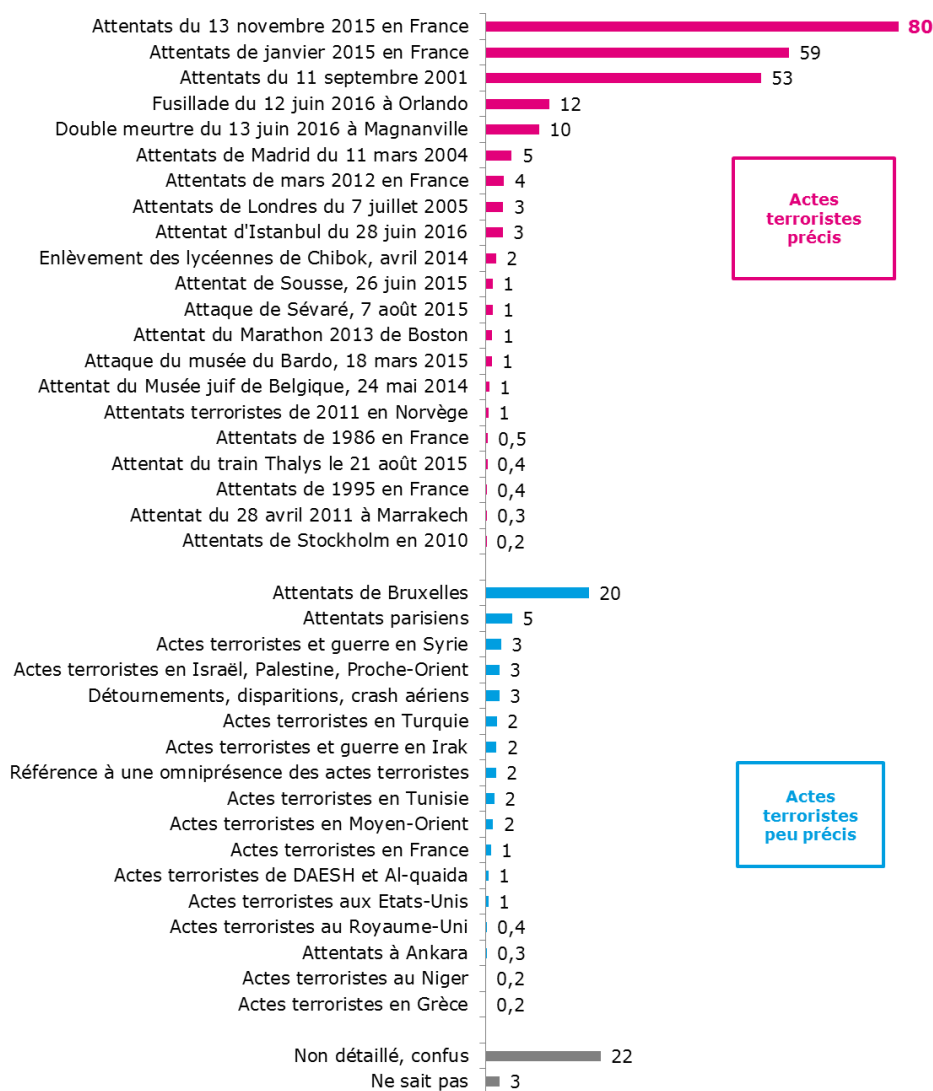 Attentats du 13 novembre 2015 en France 80
Attentats de janvier 2015 en France 59
Attentats du 11 septembre 2001 53
Fusillade du 12 juin 2016 à Orlando 12
Double meurtre du 13 juin 2016 à Magnanville 10
Attentats de Madrid du 11 mars 2004 5
Attentats de mars 2012 en France 4
Attentats de Londres du 7 juillet 2005 3
Attentat d'Istanbul du 28 juin 2016 3
Enlèvement des lycéennes de Chibok, avril 2014 2
Attentat de Sousse, 26 juin 2015 1
Attaque de Sévaré, 7 août 2015 1
Attentat du Marathon 2013 de Boston 1
Attaque du musée du Bardo, 18 mars 2015 1
Attentat du Musée juif de Belgique, 24 mai 2014 1
Attentats terroristes de 2011 en Norvège 1
Attentats de 1986 en France 0,5
Attentat du train Thalys le 21 août 2015 0,4
Attentats de 1995 en France 0,4
Attentat du 28 avril 2011 à Marrakech 0,3
Attentats de Stockholm en 2010 0,2
Actes
terroristes
précis
Attentats de Bruxelles 20
Attentats parisiens 5
Actes terroristes et guerre en Syrie 3
Actes terroristes en Israël, Palestine, Proche-Orient 3
Détournements, disparitions, crash aériens 3
Actes terroristes en Turquie 2
Actes terroristes et guerre en Irak 2
Référence à une omniprésence des actes terroristes 2
Actes terroristes en Tunisie 2
Actes terroristes en Moyen-Orient 2
Actes terroristes en France 1
Actes terroristes de DAESH et Al-quaida 1
Actes terroristes aux Etats-Unis 1
Actes terroristes au Royaume-Uni 0,4
Attentats à Ankara 0,3
Actes terroristes au Niger 0,2
Actes terroristes en Grèce 0,2
Actes
terroristes
peu précis
Non détaillé, confus 22
Ne sait pas 3